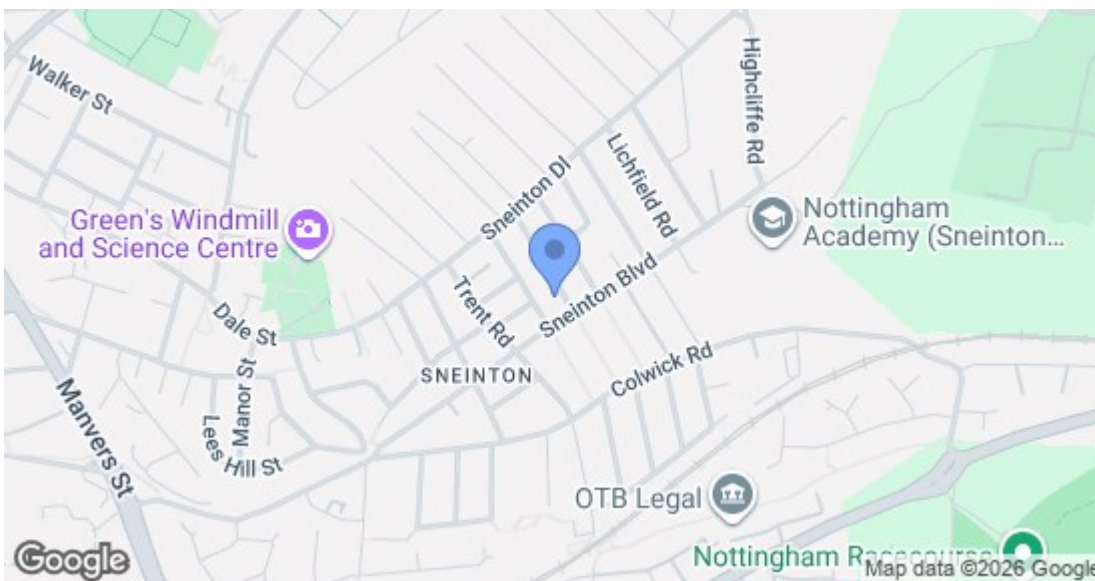 Walker St
Highcliffe Rd
Lichfield Rd
Sneinton Dl
Green's Windmill
and Science Centre
Nottingham
Academy (Sneinton...
Trent Rd
Sneinton Blvd
Dale St
Manor St
SNEINTON
Colwick Rd
Lees Hill St
Manvers St
OTB Legal
Nottingham Racecourse
Google
Map data ©2026 Google